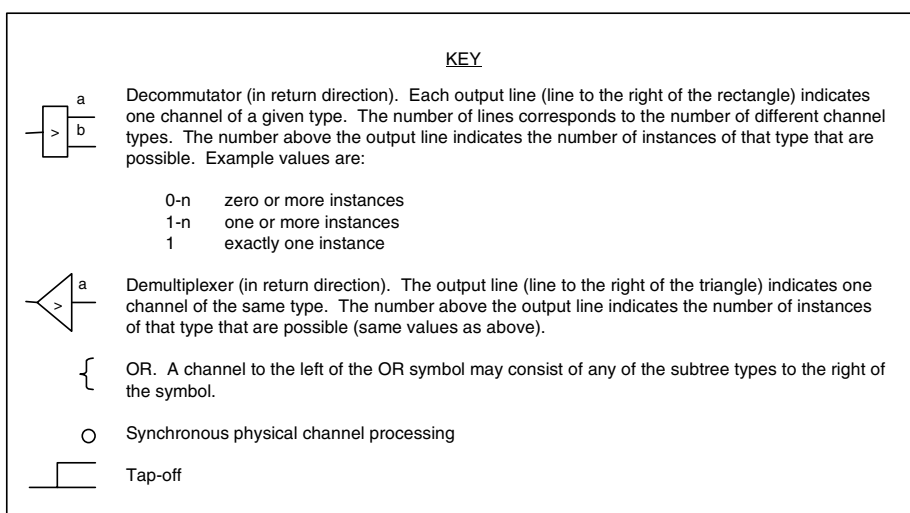 KEY
a
b
>
Decommutator (in return direction).  Each output line (line to the right of the rectangle) indicates
one channel of a given type.  The number of lines corresponds to the number of different channel
types.  The number above the output line indicates the number of instances of that type that are
possible.  Example values are:
0-n zero or more instances
1-n one or more instances
1 exactly one instance
a
>
Demultiplexer (in return direction).  The output line (line to the right of the triangle) indicates one
channel of the same type.  The number above the output line indicates the number of instances
of that type that are possible (same values as above).
{
OR.  A channel to the left of the OR symbol may consist of any of the subtree types to the right of
the symbol.
Synchronous physical channel processing
Tap-off